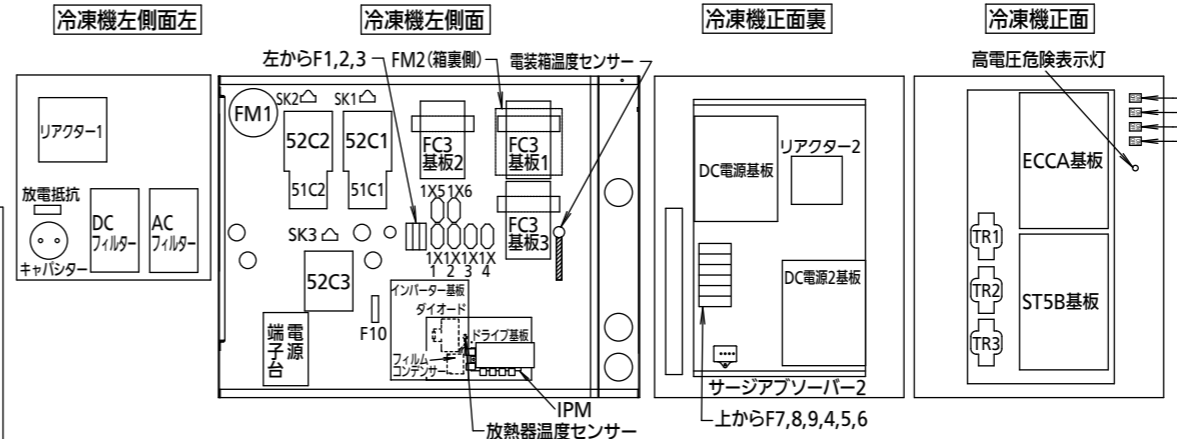 冷凍機左側面左
リアクター1
放電抵抗
キャパシター
DC
フィルター
AC
フィルター
冷凍機左側面
左からF1,2,3
FM2(箱裏側)
電装箱温度センサー
FM1
SK2
SK1
52C2
52C1
51C2
51C1
FC3
基板2
FC3
基板1
FC3
基板3
1X5 1X6
1X1 1X2 1X3 1X4
SK3
52C3
F10
電源
端子台
インバーター基板
ダイオード
ドライブ基板
フィルム
コンデンサー
IPM
放熱器温度センサー
冷凍機正面裏
DC電源基板
リアクター2
DC電源2基板
サージアブソーバー2
上からF7,8,9,4,5,6
冷凍機正面
高電圧危険表示灯
ECCA基板
TR1
TR2
TR3
ST5B基板